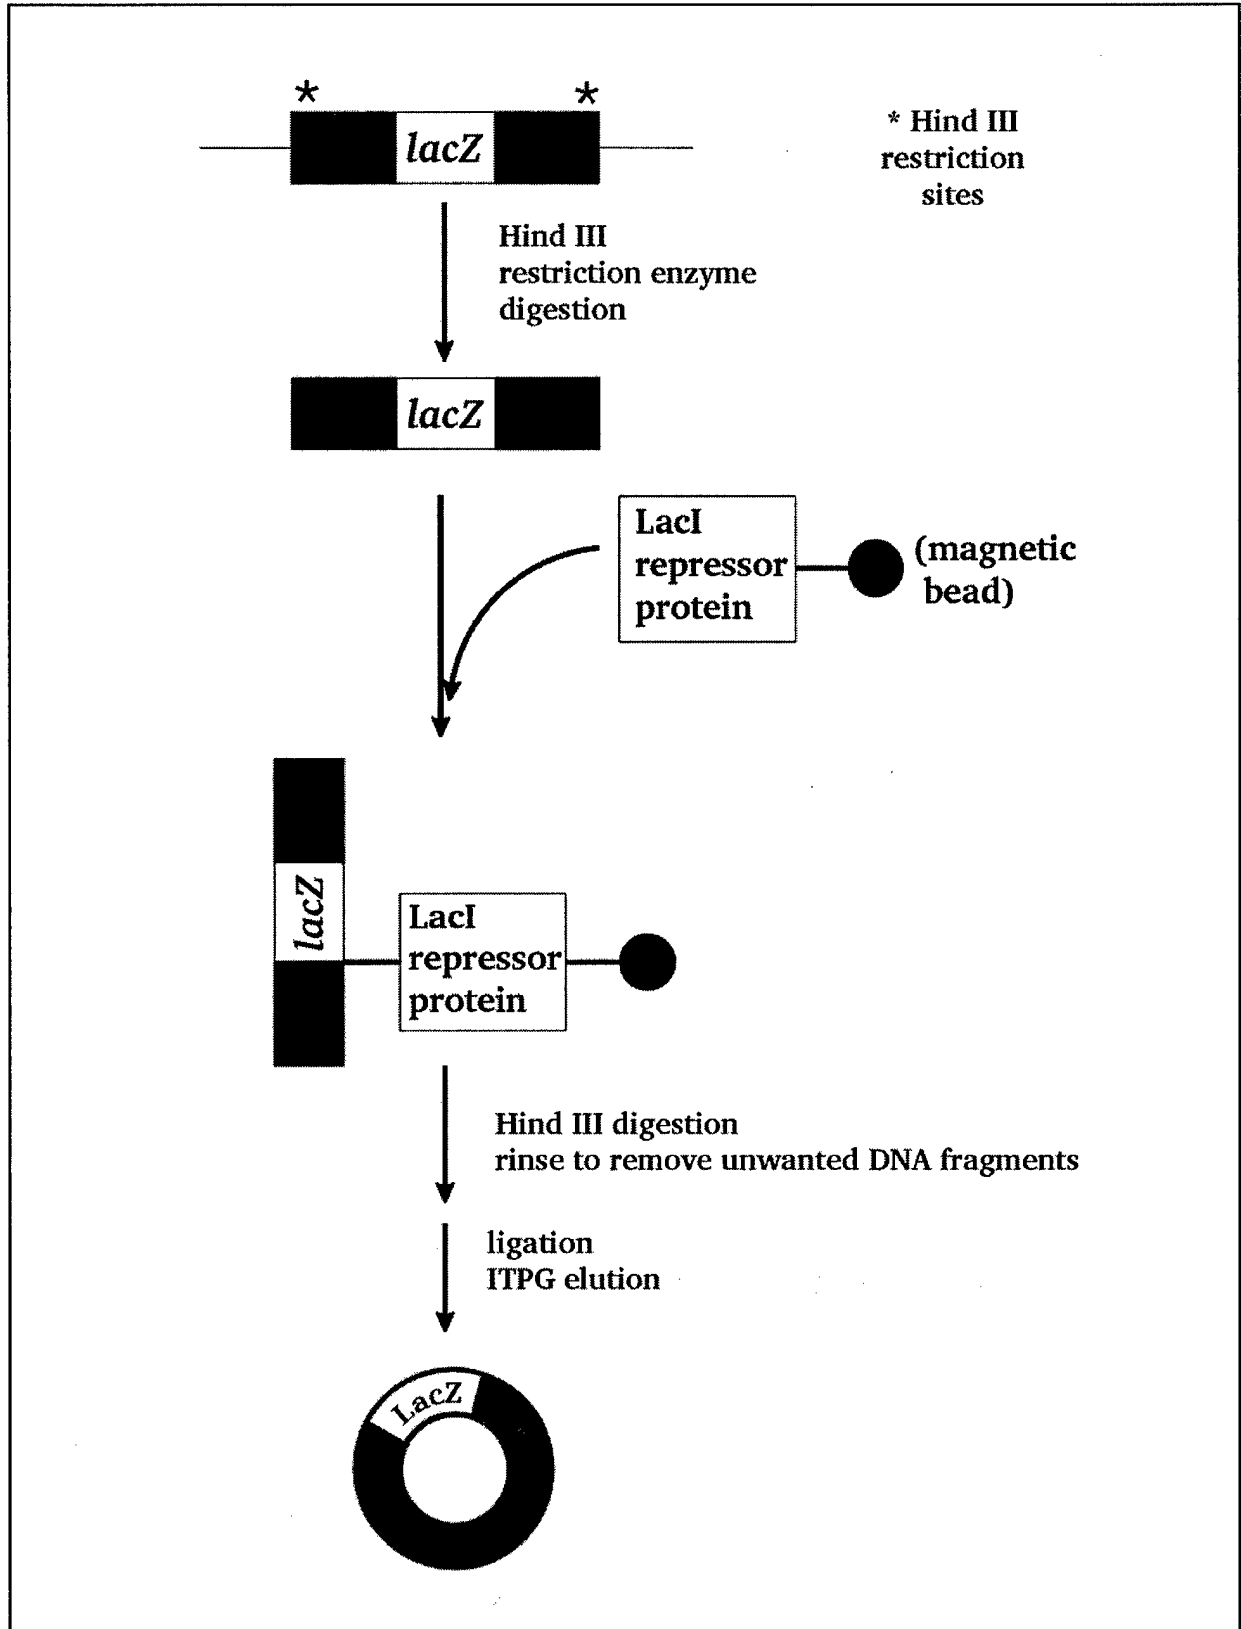 * *
lacZ
* Hind III
restriction
sites
Hind III
restriction enzyme
digestion
lacZ
LacI
repressor
protein
(magnetic
bead)
lacZ
LacI
repressor
protein
Hind III digestion
rinse to remove unwanted DNA fragments
ligation
ITPG elution
LacZ